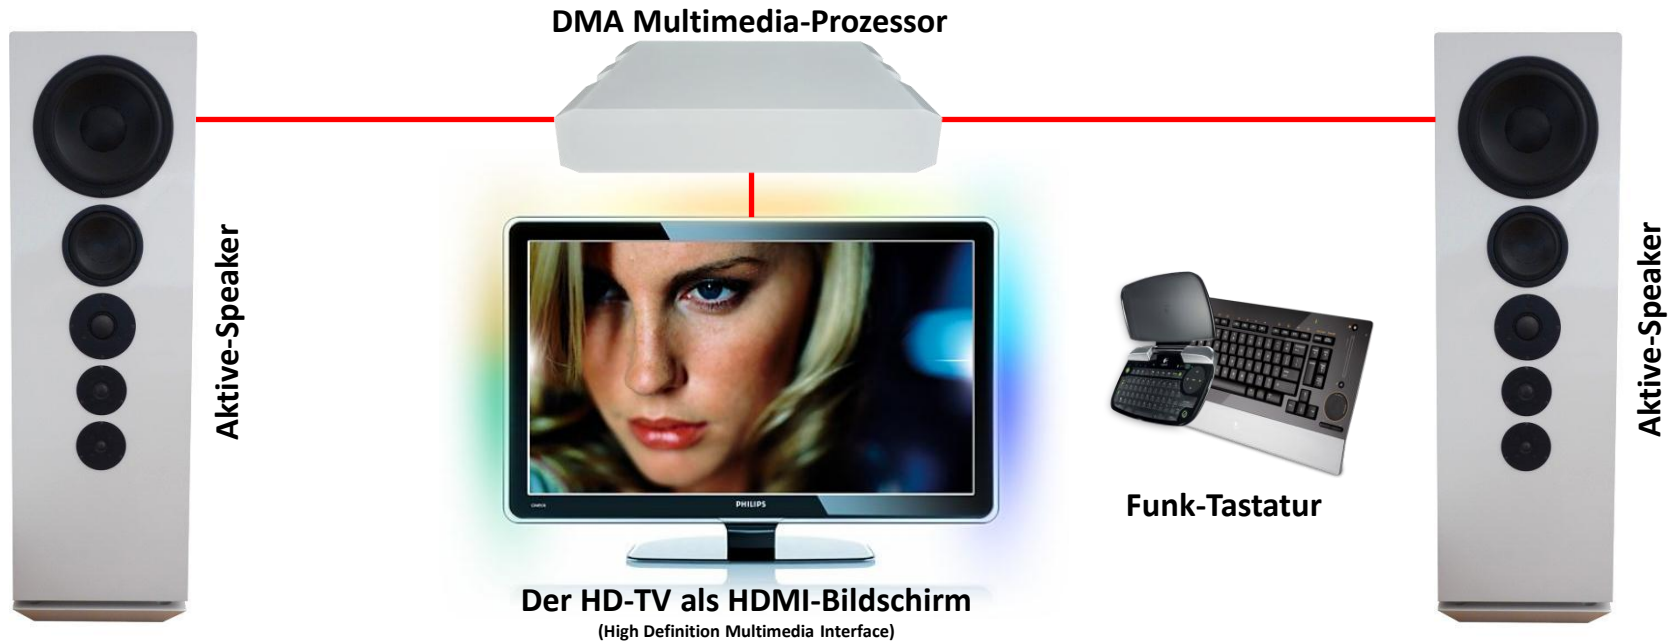 DMA Multimedia-Prozessor
Aktive-Speaker
Aktive-Speaker
PHILIPS
Funk-Tastatur
Der HD-TV als HDMI-Bildschirm
(High Definition Multimedia Interface)